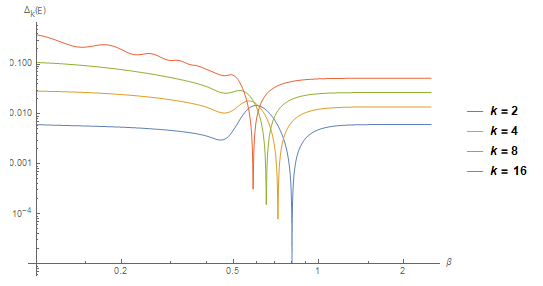 Δk(E)
0.100
0.010
0.001
10⁻⁴
0.2
0.5
1
2
β
k = 2
k = 4
k = 8
k = 16